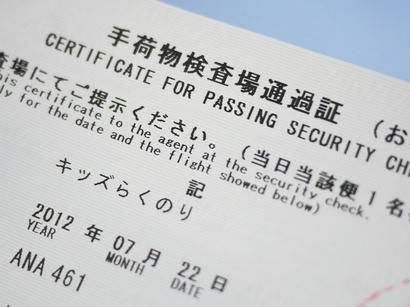 手荷物検査場通過証 (お
CERTIFICATE FOR PASSING SECURITY CH
査場にてご提示ください。 (当日当該便1名
his certificate to the agent at the security check.
ly for the date and the flight showed below)
記
キッズらくのり
2012 年 07 月 22 日
YEAR MONTH DATE
ANA 461